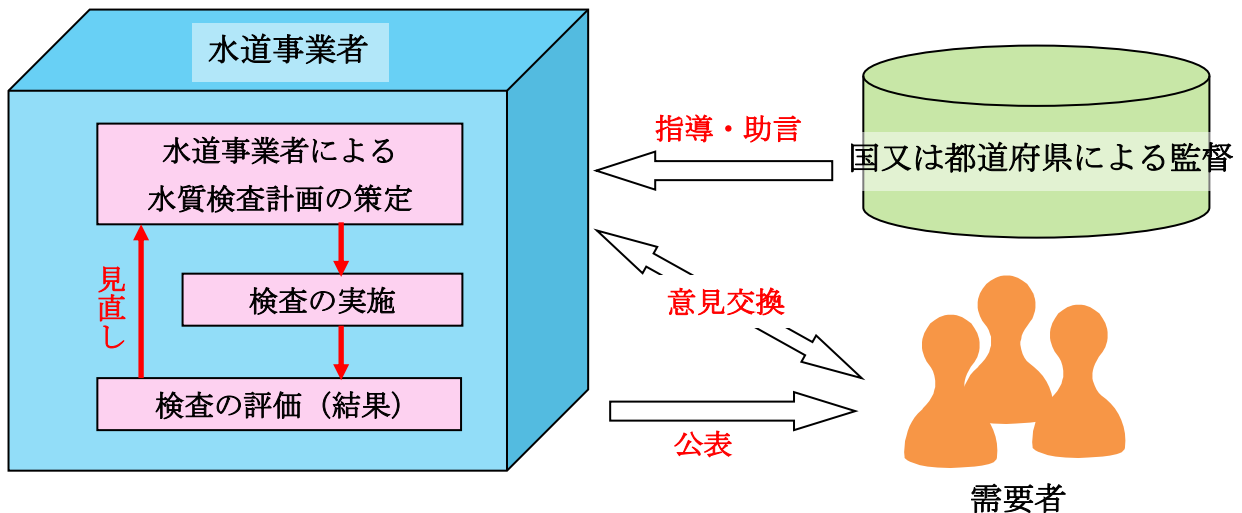 水道事業者
水道事業者による
水質検査計画の策定
見直し
検査の実施
検査の評価（結果）
指導・助言
国又は都道府県による監督
意見交換
公表
需要者